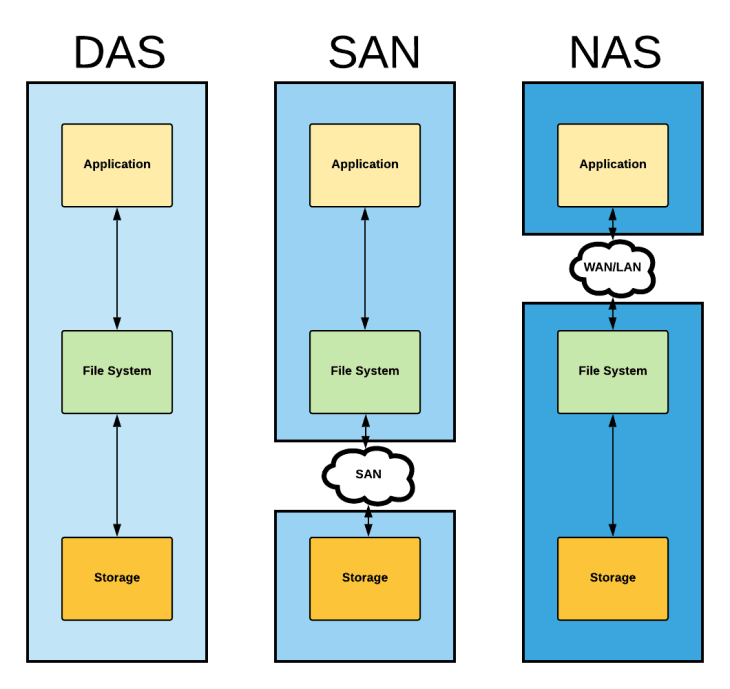 DAS
SAN
NAS
Application
Application
Application
WAN/LAN
File System
File System
File System
SAN
Storage
Storage
Storage